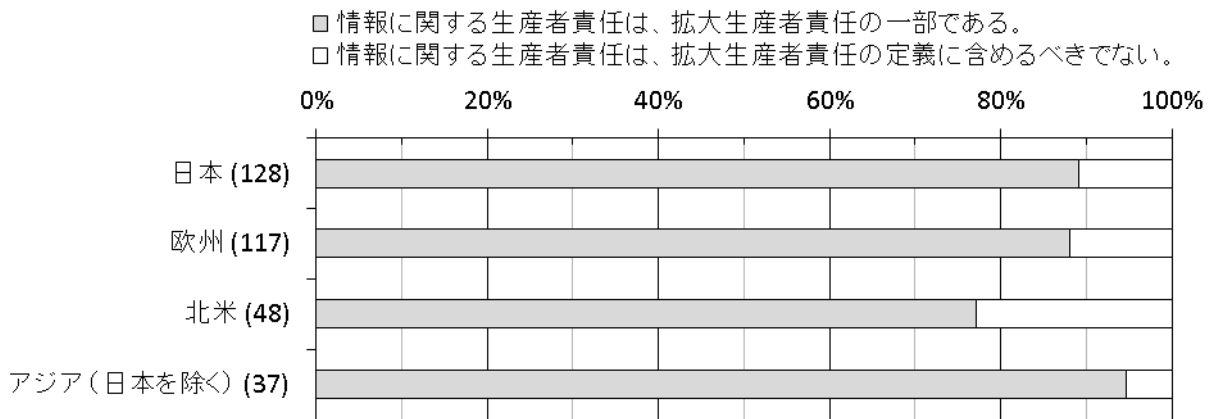 情報に関する生産者責任は、拡大生産者責任の一部である。
情報に関する生産者責任は、拡大生産者責任の定義に含めるべきでない。
0% 20% 40% 60% 80% 100%
日本 (128)
欧州 (117)
北米 (48)
アジア(日本を除く) (37)